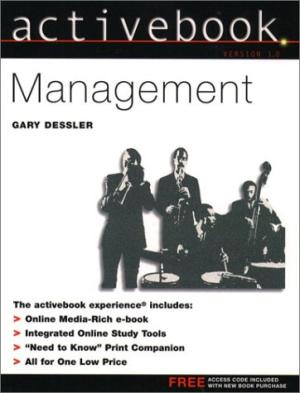 activebook.
VERSION 1.0
Management
GARY DESSLER
The activebook experience® includes:
> Online Media-Rich e-book
> Integrated Online Study Tools
> "Need to Know" Print Companion
> All for One Low Price
FREE ACCESS CODE INCLUDED
WITH NEW BOOK PURCHASE